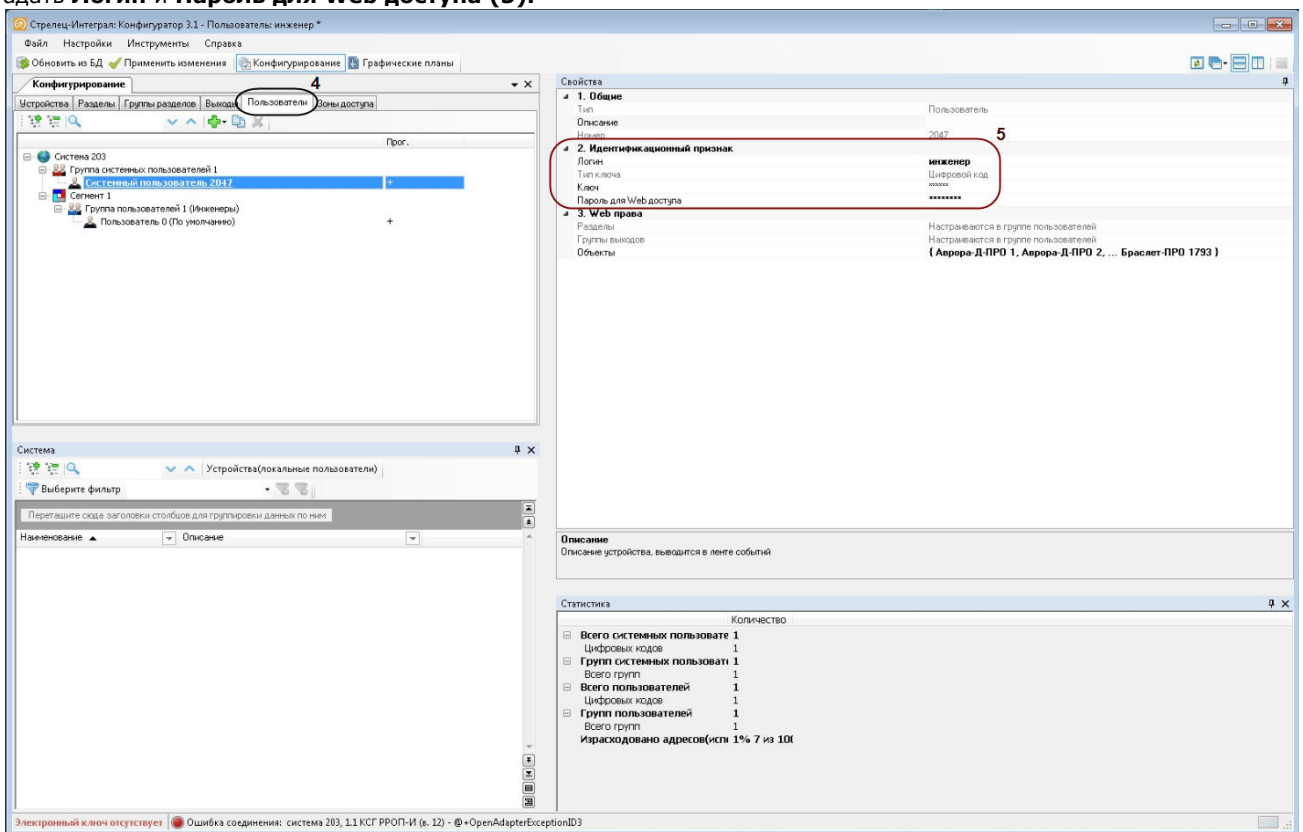 адать Логин и Пароль для Web доступа (5).
Стрелец-Интеграл: Конфигуратор 3.1 - Пользователь: инженер *
Файл Настройки Инструменты Справка
Обновить из БД Применить изменения Конфигурирование Графические планы
Конфигурирование 4
Устройства Разделы Группы разделов Выходы Пользователи Зоны доступа
Прог.
Система 203
Группа системных пользователей 1
Системный пользователь 2047 +
Сегмент 1
Группа пользователей 1 (Инженеры)
Пользователь 0 (По умолчанию) +
Свойства
1. Общие
Тип Пользователь
Описание
Номер 2047 5
2. Идентификационный признак
Логин инженер
Тип ключа Цифровой код
Ключ ******
Пароль для Web доступа ********
3. Web права
Разделы Настраиваются в группе пользователей
Группы выходов Настраиваются в группе пользователей
Объекты { Аврора-Д-ПРО 1, Аврора-Д-ПРО 2, ... Браслет-ПРО 1793 }
Система
Устройства(локальные пользователи)
Выберите фильтр
Перетащите сюда заголовки столбцов для группировки данных по ним
Наименование Описание
Описание
Описание устройства, выводится в ленте событий
Статистика
Количество
Всего системных пользовате 1
Цифровых кодов 1
Групп системных пользовате 1
Всего групп 1
Всего пользователей 1
Цифровых кодов 1
Групп пользователей 1
Всего групп 1
Израсходовано адресов(исп 1% 7 из 10
Электронный ключ отсутствует Ошибка соединения: система 203, 1.1 КСГ РРОП-И (в. 12) - @+OpenAdapterExceptionID3